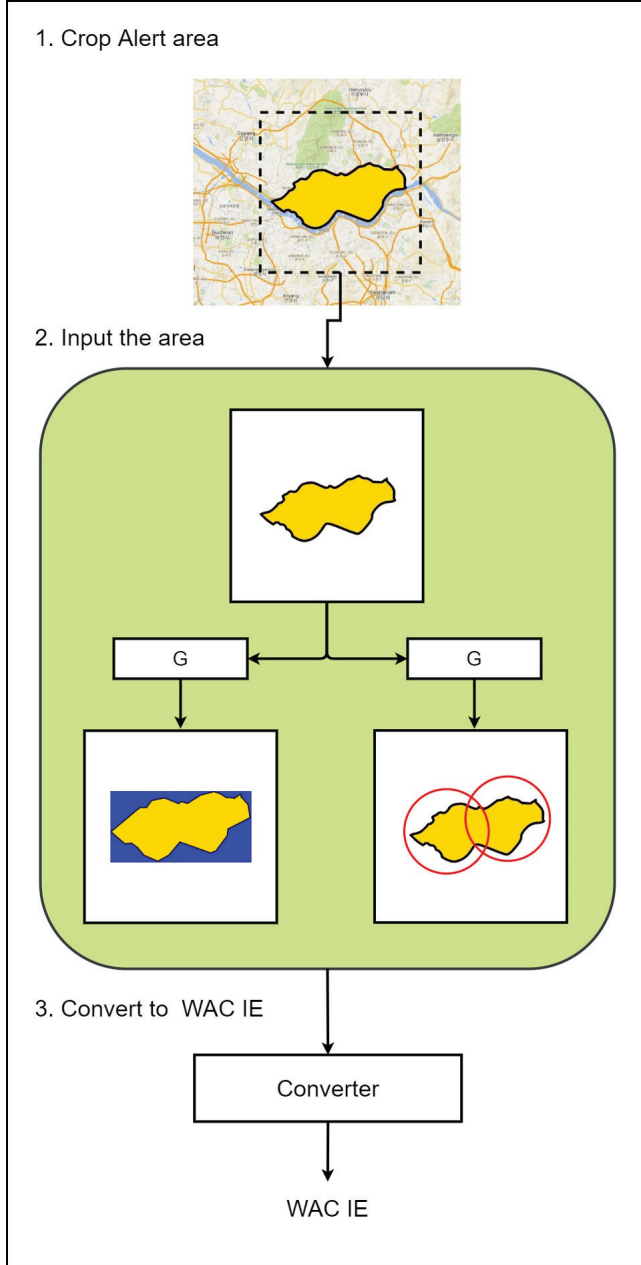 1. Crop Alert area
2. Input the area
G
G
3. Convert to  WAC IE
Converter
WAC IE